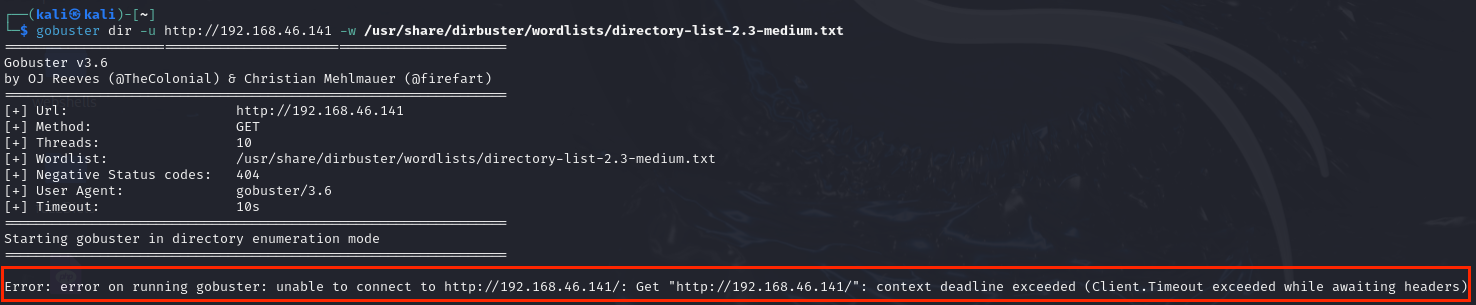 ┌──(kali㉿kali)-[~]
└─$ gobuster dir -u http://192.168.46.141 -w /usr/share/dirbuster/wordlists/directory-list-2.3-medium.txt
===============================================================
Gobuster v3.6
by OJ Reeves (@TheColonial) & Christian Mehlmauer (@firefart)
===============================================================
[+] Url:                     http://192.168.46.141
[+] Method:                  GET
[+] Threads:                 10
[+] Wordlist:                /usr/share/dirbuster/wordlists/directory-list-2.3-medium.txt
[+] Negative Status codes:   404
[+] User Agent:              gobuster/3.6
[+] Timeout:                 10s
===============================================================
Starting gobuster in directory enumeration mode
===============================================================
Error: error on running gobuster: unable to connect to http://192.168.46.141/: Get "http://192.168.46.141/": context deadline exceeded (Client.Timeout exceeded while awaiting headers)